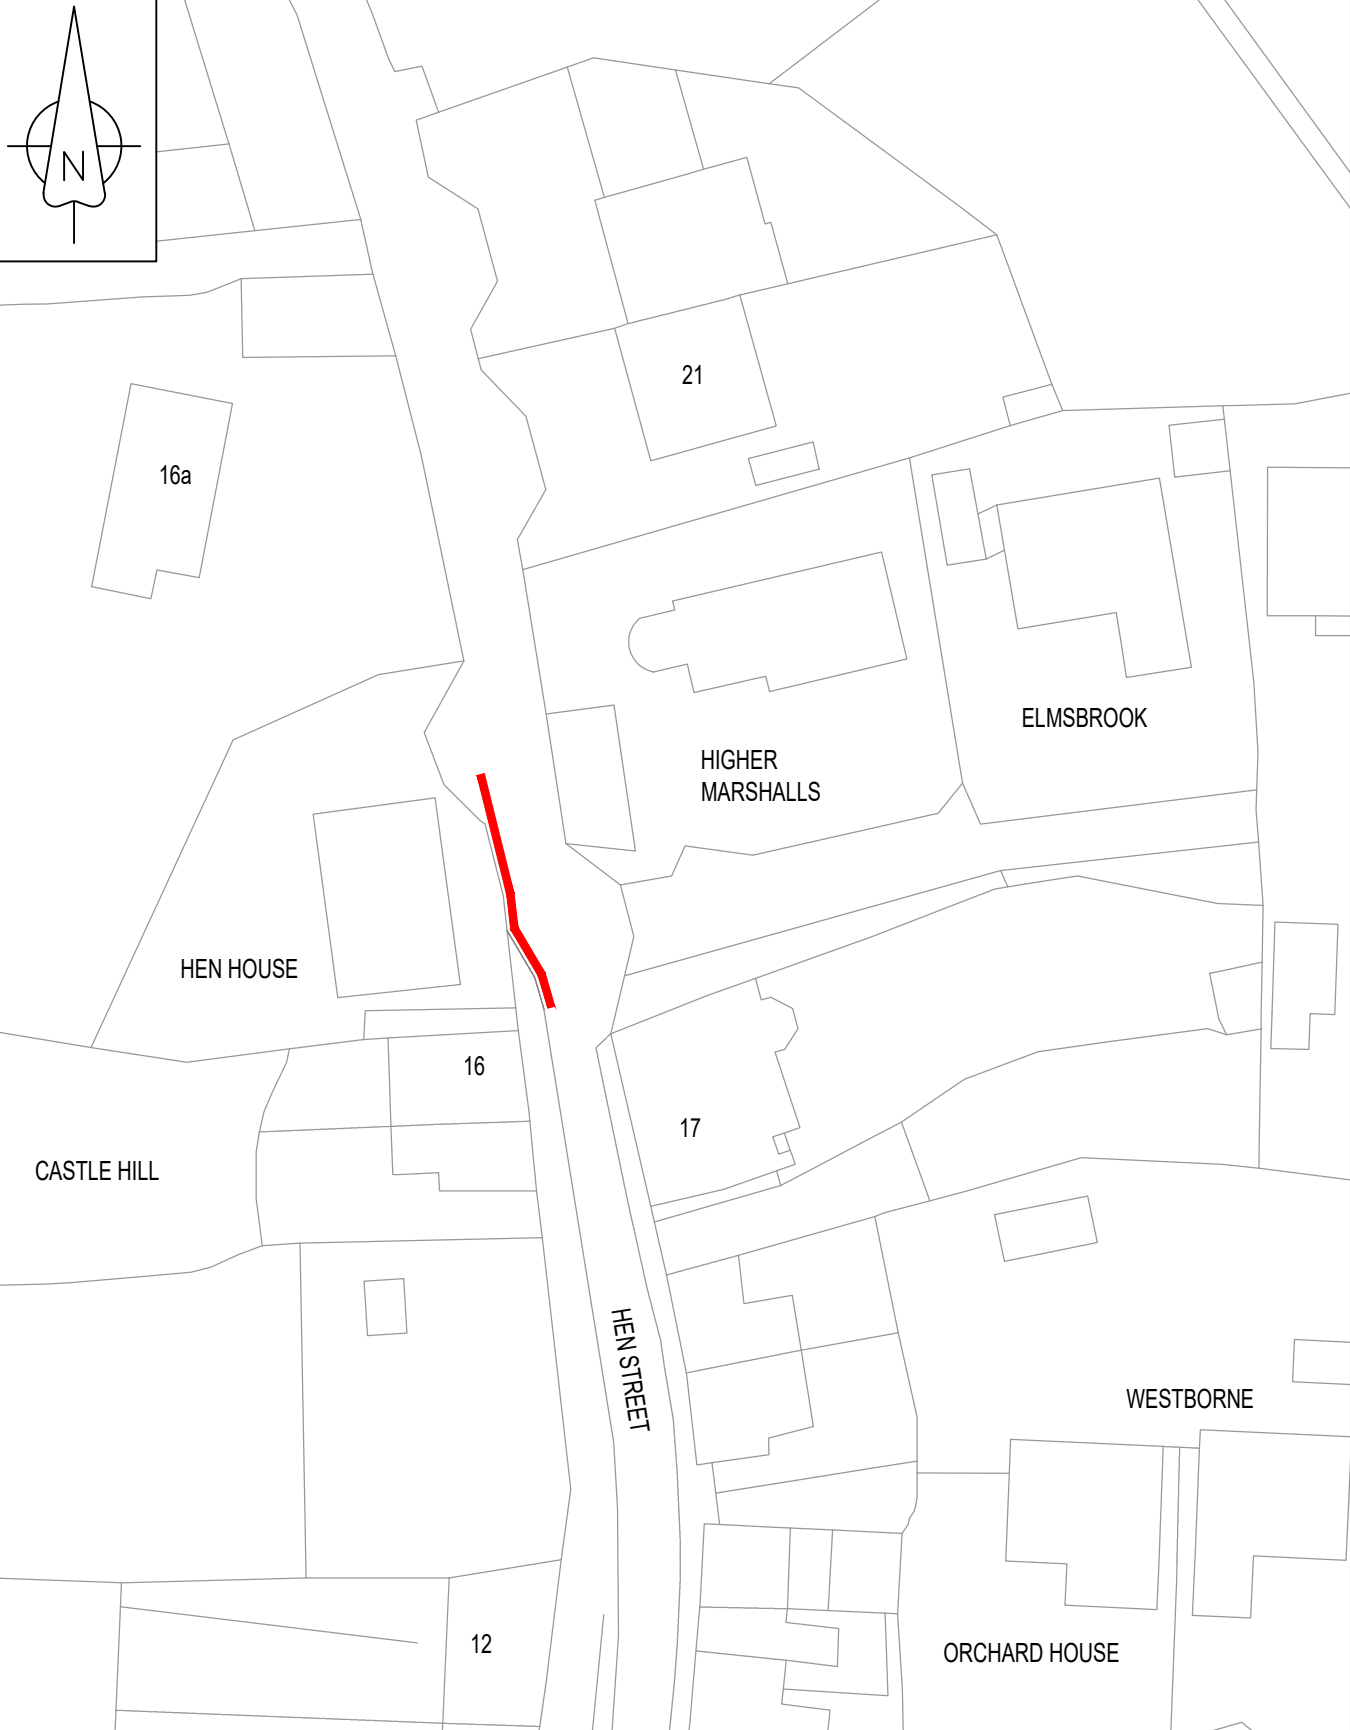 N
21
16a
ELMSBROOK
HIGHER
MARSHALLS
HEN HOUSE
16
17
CASTLE HILL
HEN STREET
WESTBORNE
12
ORCHARD HOUSE